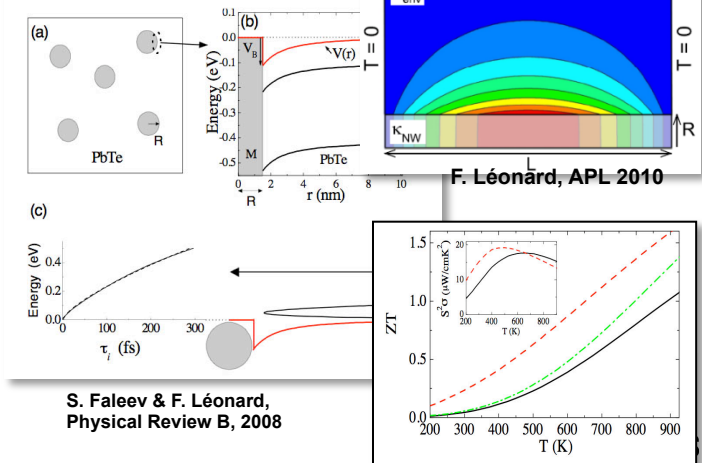 (a)
R
PbTe
(b)
0.1
0.0
-0.1
-0.2
-0.3
-0.4
-0.5
Energy (eV)
V_B
V(r)
M
PbTe
0 2 4 6 8 10
R
r (nm)
T = 0
T = 0
κ_NW
R
L
F. Léonard, APL 2010
(c)
Energy (eV)
0.4
0.2
0.0
0 100 200 300
τ_i (fs)
S. Faleev & F. Léonard,
Physical Review B, 2008
ZT
1.5
1.0
0.5
0.0
S²σ (μW/cmK²)
20
10
0
200 400 600 800
T (K)
200 300 400 500 600 700 800 900
T (K)